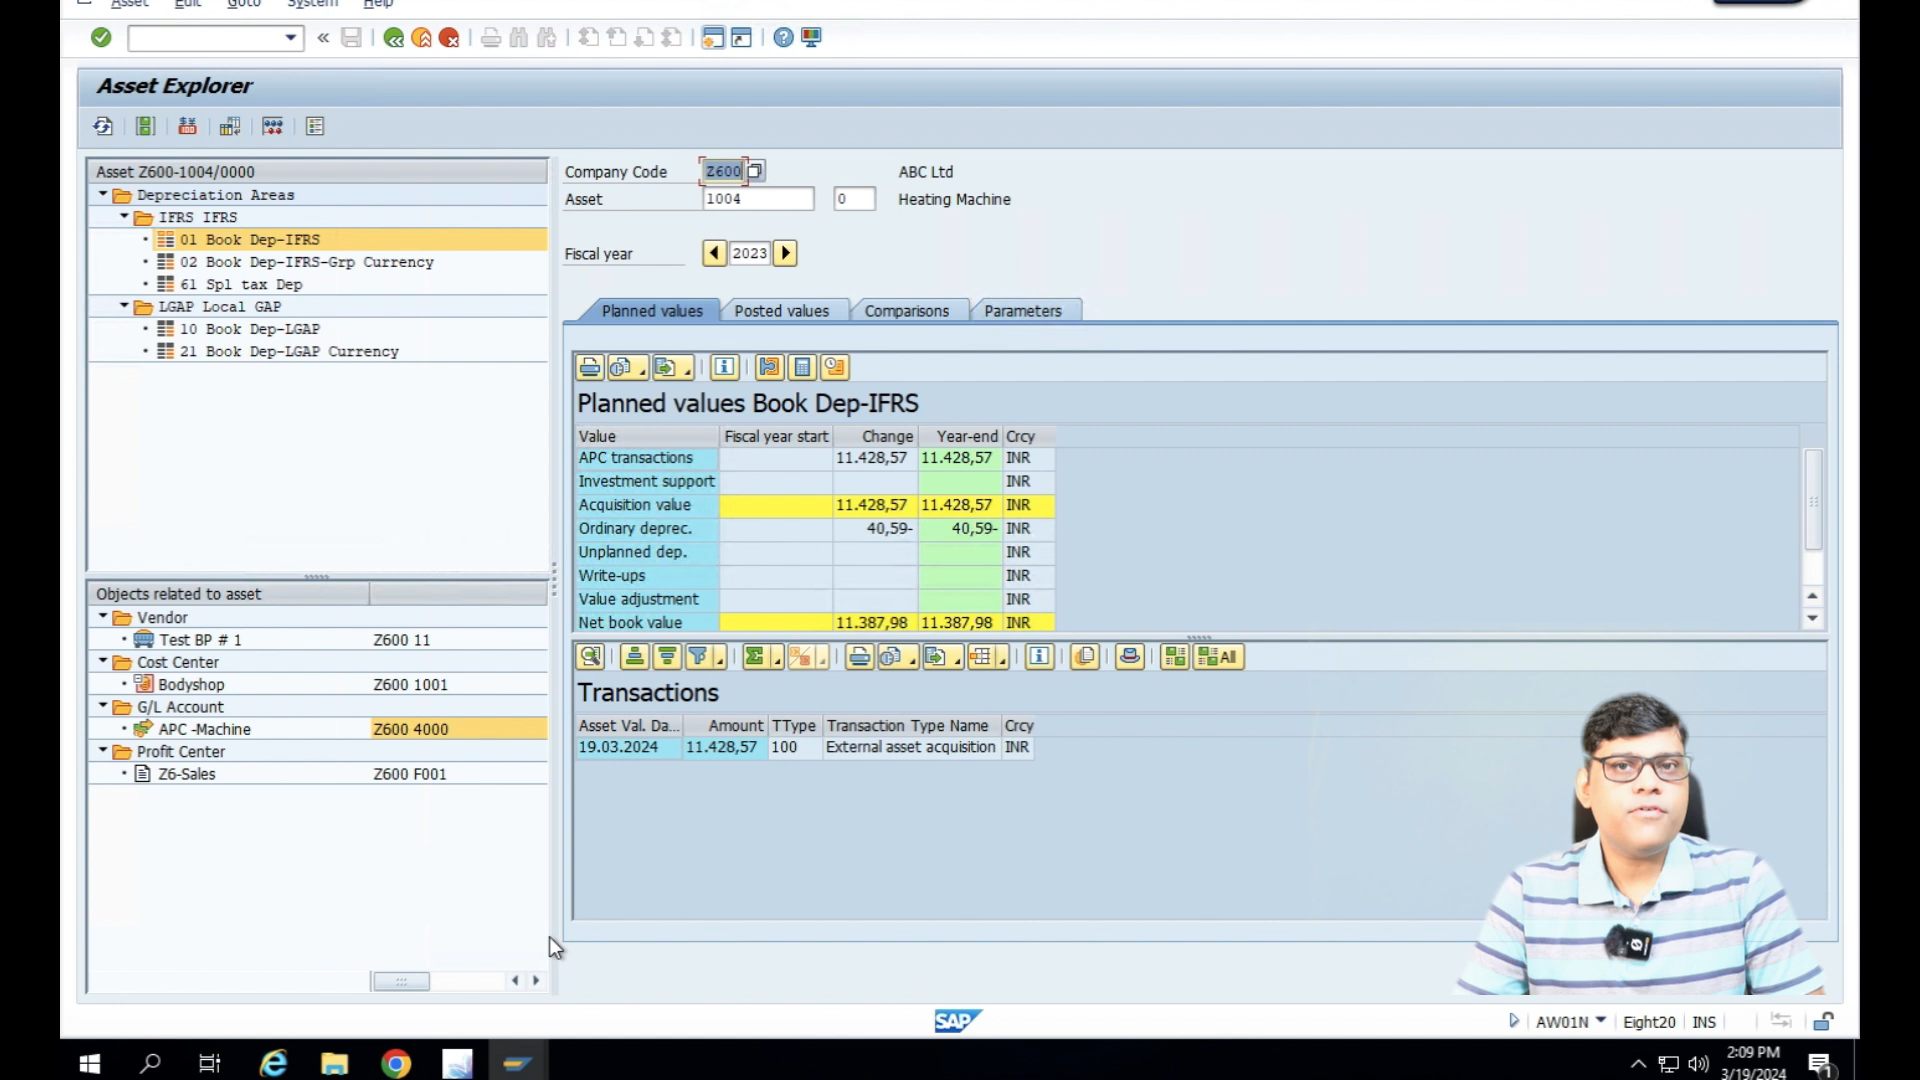 Asset Edit Goto System Help
Asset Explorer
Asset Z600-1004/0000
Depreciation Areas
IFRS IFRS
01 Book Dep-IFRS
02 Book Dep-IFRS-Grp Currency
61 Spl tax Dep
LGAP Local GAP
10 Book Dep-LGAP
21 Book Dep-LGAP Currency
Objects related to asset
Vendor
Test BP # 1 Z600 11
Cost Center
Bodyshop Z600 1001
G/L Account
APC -Machine Z600 4000
Profit Center
Z6-Sales Z600 F001
Company Code Z600 ABC Ltd
Asset 1004 0 Heating Machine
Fiscal year 2023
Planned values Posted values Comparisons Parameters
Planned values Book Dep-IFRS
Value Fiscal year start Change Year-end Crcy
APC transactions 11.428,57 11.428,57 INR
Investment support INR
Acquisition value 11.428,57 11.428,57 INR
Ordinary deprec. 40,59- 40,59- INR
Unplanned dep. INR
Write-ups INR
Value adjustment INR
Net book value 11.387,98 11.387,98 INR
All
Transactions
Asset Val. Da... Amount TType Transaction Type Name Crcy
19.03.2024 11.428,57 100 External asset acquisition INR
SAP
AW01N Eight20 INS
2:09 PM
3/19/2024
1